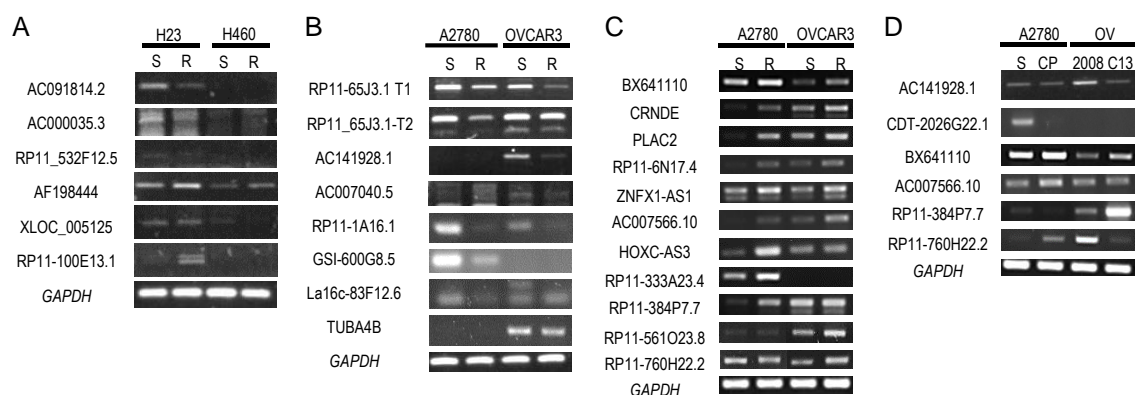 A
H23 H460
S R S R
AC091814.2
AC000035.3
RP11_532F12.5
AF198444
XLOC_005125
RP11-100E13.1
GAPDH
B
A2780 OVCAR3
S R S R
RP11-65J3.1 T1
RP11_65J3.1-T2
AC141928.1
AC007040.5
RP11-1A16.1
GSI-600G8.5
La16c-83F12.6
TUBA4B
GAPDH
C
A2780 OVCAR3
S R S R
BX641110
CRNDE
PLAC2
RP11-6N17.4
ZNFX1-AS1
AC007566.10
HOXC-AS3
RP11-333A23.4
RP11-384P7.7
RP11-561O23.8
RP11-760H22.2
GAPDH
D
A2780 OV
S CP 2008 C13
AC141928.1
CDT-2026G22.1
BX641110
AC007566.10
RP11-384P7.7
RP11-760H22.2
GAPDH